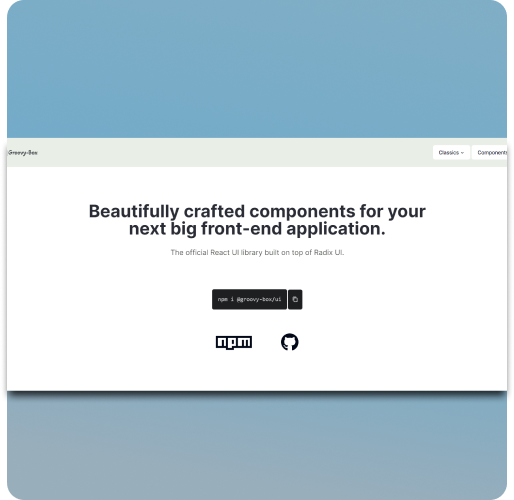 Groovy-Box
Classics
Components
Beautifully crafted components for your
next big front-end application.
The official React UI library built on top of Radix UI.
npm i @groovy-box/ui
npm